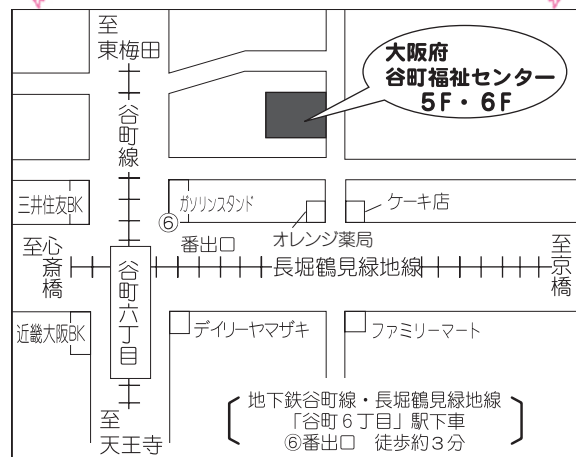 至
東梅田
谷町線
大阪府
谷町福祉センター
5F・6F
三井住友BK
ガソリンスタンド
ケーキ店
⑥
番出口
オレンジ薬局
至心斎橋
谷町六丁目
長堀鶴見緑地線
至京橋
近畿大阪BK
デイリーヤマザキ
ファミリーマート
至
天王寺
地下鉄谷町線・長堀鶴見緑地線
「谷町6丁目」駅下車
⑥番出口 徒歩約3分